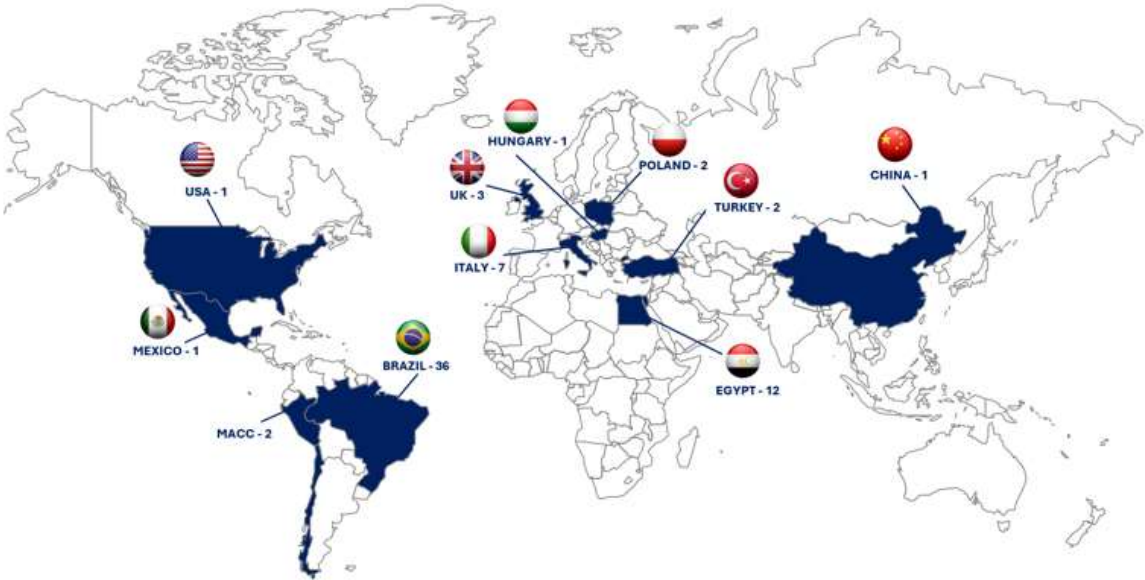 HUNGARY - 1
POLAND - 2
USA - 1
UK - 3
CHINA - 1
TURKEY - 2
ITALY - 7
MEXICO - 1
BRAZIL - 36
EGYPT - 12
MACC - 2